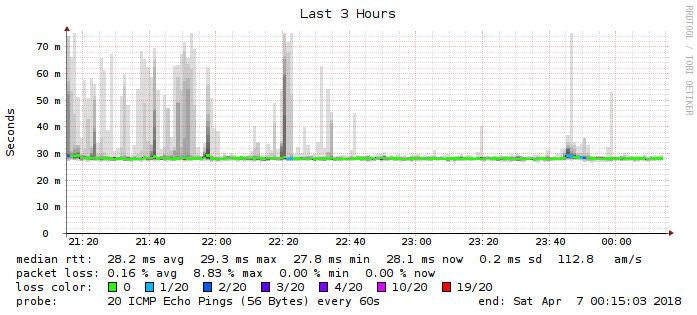 Last 3 Hours
RRDTOOL / TOBI OETIKER
Seconds
70 m
60 m
50 m
40 m
30 m
20 m
10 m
0
21:20 21:40 22:00 22:20 22:40 23:00 23:20 23:40 00:00
median rtt: 28.2 ms avg 29.3 ms max 27.8 ms min 28.1 ms now 0.2 ms sd 112.8 am/s
packet loss: 0.16 % avg 8.83 % max 0.00 % min 0.00 % now
loss color: 0 1/20 2/20 3/20 4/20 10/20 19/20
probe: 20 ICMP Echo Pings (56 Bytes) every 60s end: Sat Apr 7 00:15:03 2018